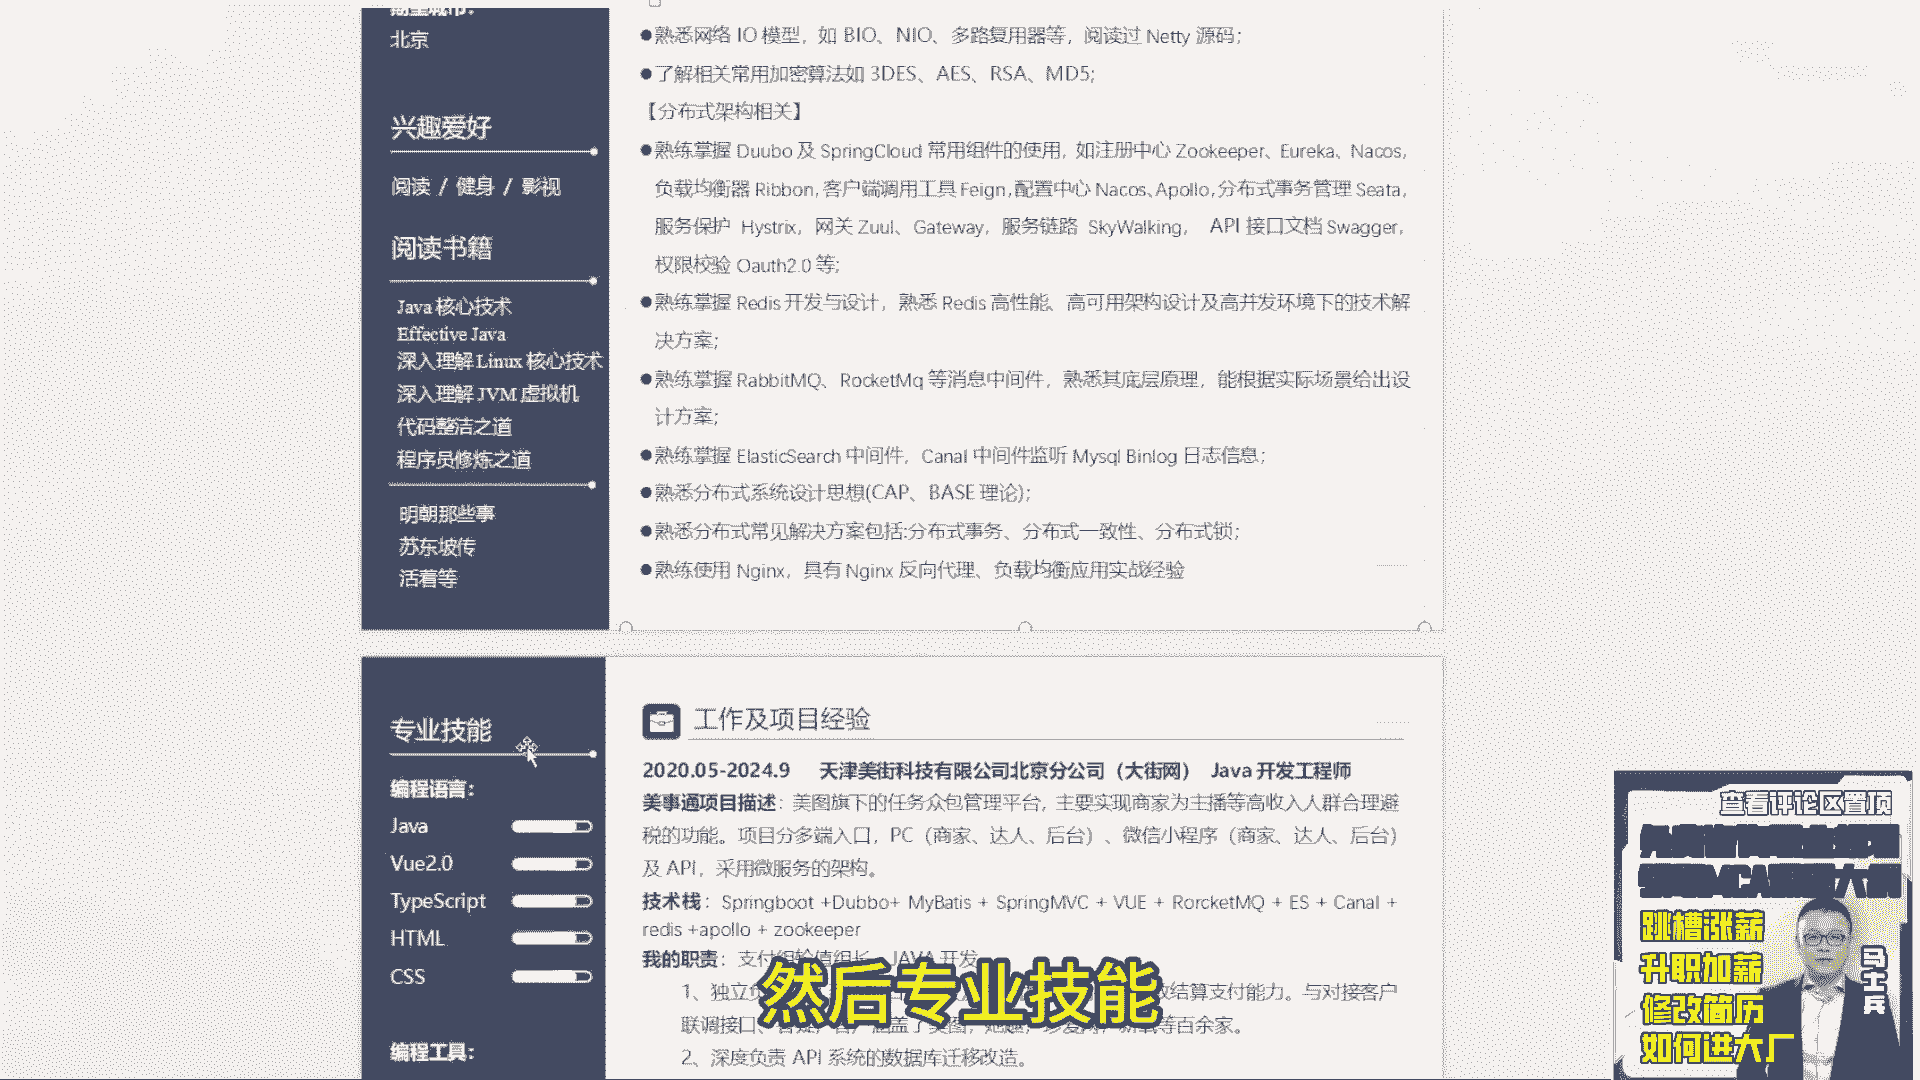 期望城市：
北京
兴趣爱好
阅读 / 健身 / 影视
阅读书籍
Java 核心技术
Effective Java
深入理解 Linux 核心技术
深入理解 JVM 虚拟机
代码整洁之道
程序员修炼之道
明朝那些事
苏东坡传
活着等
●熟悉网络 IO 模型，如 BIO、NIO、多路复用器等，阅读过 Netty 源码；
●了解相关常用加密算法如 3DES、AES、RSA、MD5;
【分布式架构相关】
●熟练掌握 Duubo 及 SpringCloud 常用组件的使用, 如注册中心 Zookeeper、Eureka、Nacos,
负载均衡器 Ribbon,客户端调用工具 Feign,配置中心 Nacos、Apollo,分布式事务管理 Seata,
服务保护 Hystrix，网关 Zuul、Gateway，服务链路 SkyWalking， API 接口文档 Swagger,
权限校验 Oauth2.0 等;
●熟练掌握 Redis 开发与设计，熟悉 Redis 高性能、高可用架构设计及高并发环境下的技术解
决方案;
●熟练掌握 RabbitMQ、RocketMq 等消息中间件，熟悉其底层原理，能根据实际场景给出设
计方案;
●熟练掌握 ElasticSearch 中间件，Canal 中间件监听 Mysql Binlog 日志信息;
●熟悉分布式系统设计思想(CAP、BASE 理论);
●熟悉分布式常见解决方案包括:分布式事务、分布式一致性、分布式锁;
●熟练使用 Nginx，具有 Nginx 反向代理、负载均衡应用实战经验
专业技能
编程语言：
Java
Vue2.0
TypeScript
HTML
CSS
编程工具：
工作及项目经验
2020.05-2024.9 天津美街科技有限公司北京分公司（大街网） Java 开发工程师
美事通项目描述：美图旗下的任务众包管理平台, 主要实现商家为主播等高收入人群合理避
税的功能。项目分多端入口，PC（商家、达人、后台）、微信小程序（商家、达人、后台）
及 API，采用微服务的架构。
技术栈：Springboot +Dubbo+ MyBatis + SpringMVC + VUE + RorcketMQ + ES + Canal +
redis +apollo + zookeeper
我的职责：支付 JAVA 开发
1、独立 结算支付能力。与对接客户
联调接口、 等百余家。
2、深度负责 API 系统的数据库迁移改造。
然后专业技能
查看评论区置顶
跳槽涨薪
升职加薪
修改简历
如何进大厂
马士兵